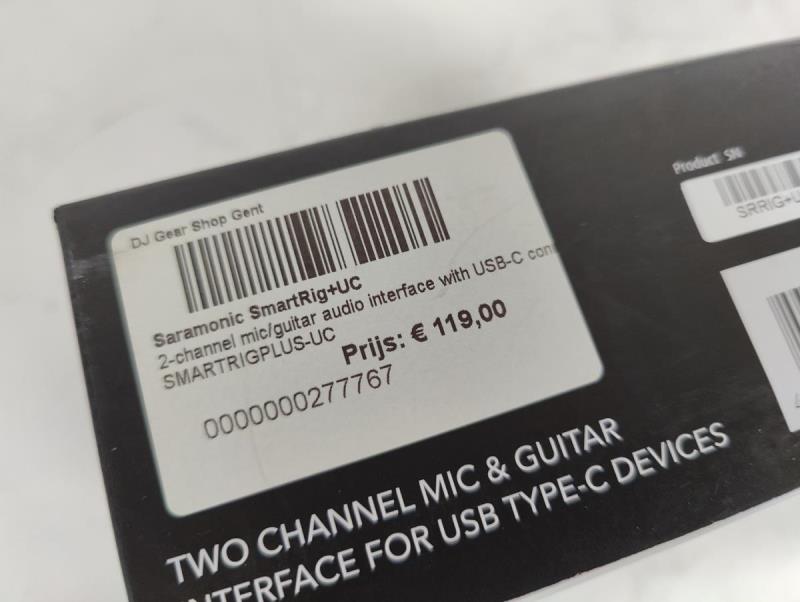 DJ Gear Shop Gent
Saramonic SmartRig+UC
2-channel mic/guitar audio interface with USB-C con
SMARTRIGPLUS-UC
Prijs: € 119,00
0000000277767
TWO CHANNEL MIC & GUITAR
INTERFACE FOR USB TYPE-C DEVICES
Product SN